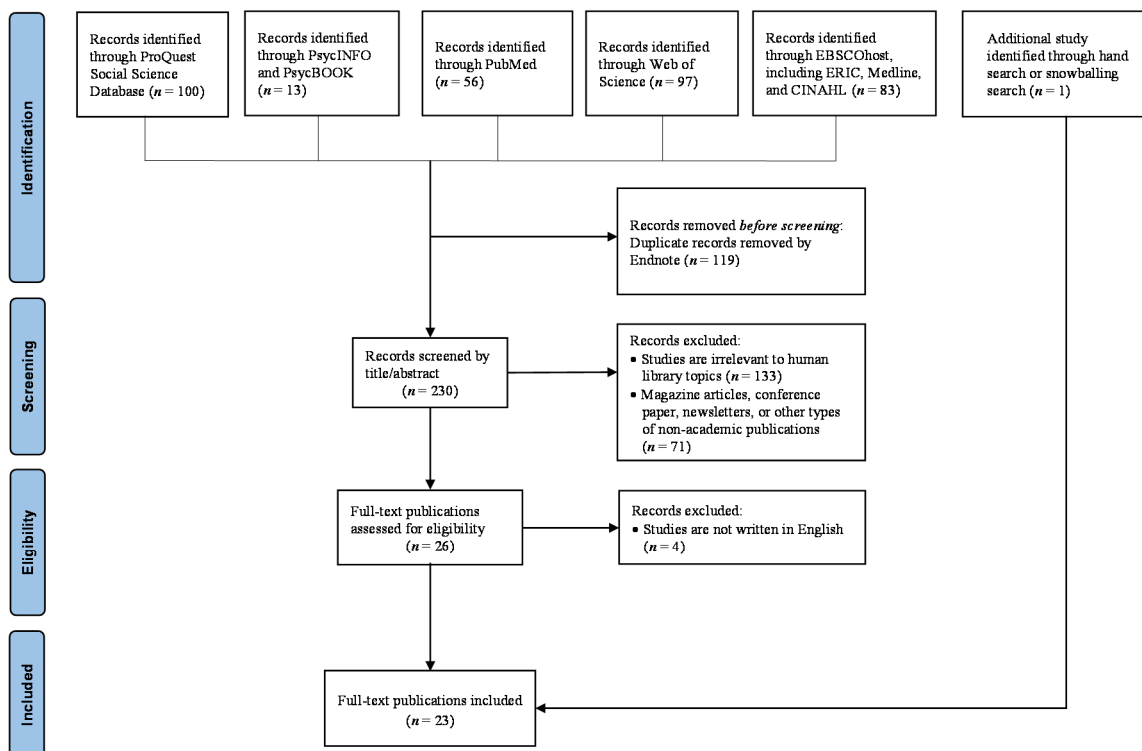 Records identified
through ProQuest
Social Science
Database (n = 100)
Records identified
through PsycINFO
and PsycBOOK
(n = 13)
Records identified
through PubMed
(n = 56)
Records identified
through Web of
Science (n = 97)
Records identified
through EBSCOhost,
including ERIC, Medline,
and CINAHL (n = 83)
Additional study
identified through hand
search or snowballing
search (n = 1)
Identification
Records removed before screening:
Duplicate records removed by
Endnote (n = 119)
Screening
Records screened by
title/abstract
(n = 230)
Records excluded:
▪ Studies are irrelevant to human
library topics (n = 133)
▪ Magazine articles, conference
paper, newsletters, or other types
of non-academic publications
(n = 71)
Eligibility
Full-text publications
assessed for eligibility
(n = 26)
Records excluded:
▪ Studies are not written in English
(n = 4)
Included
Full-text publications included
(n = 23)